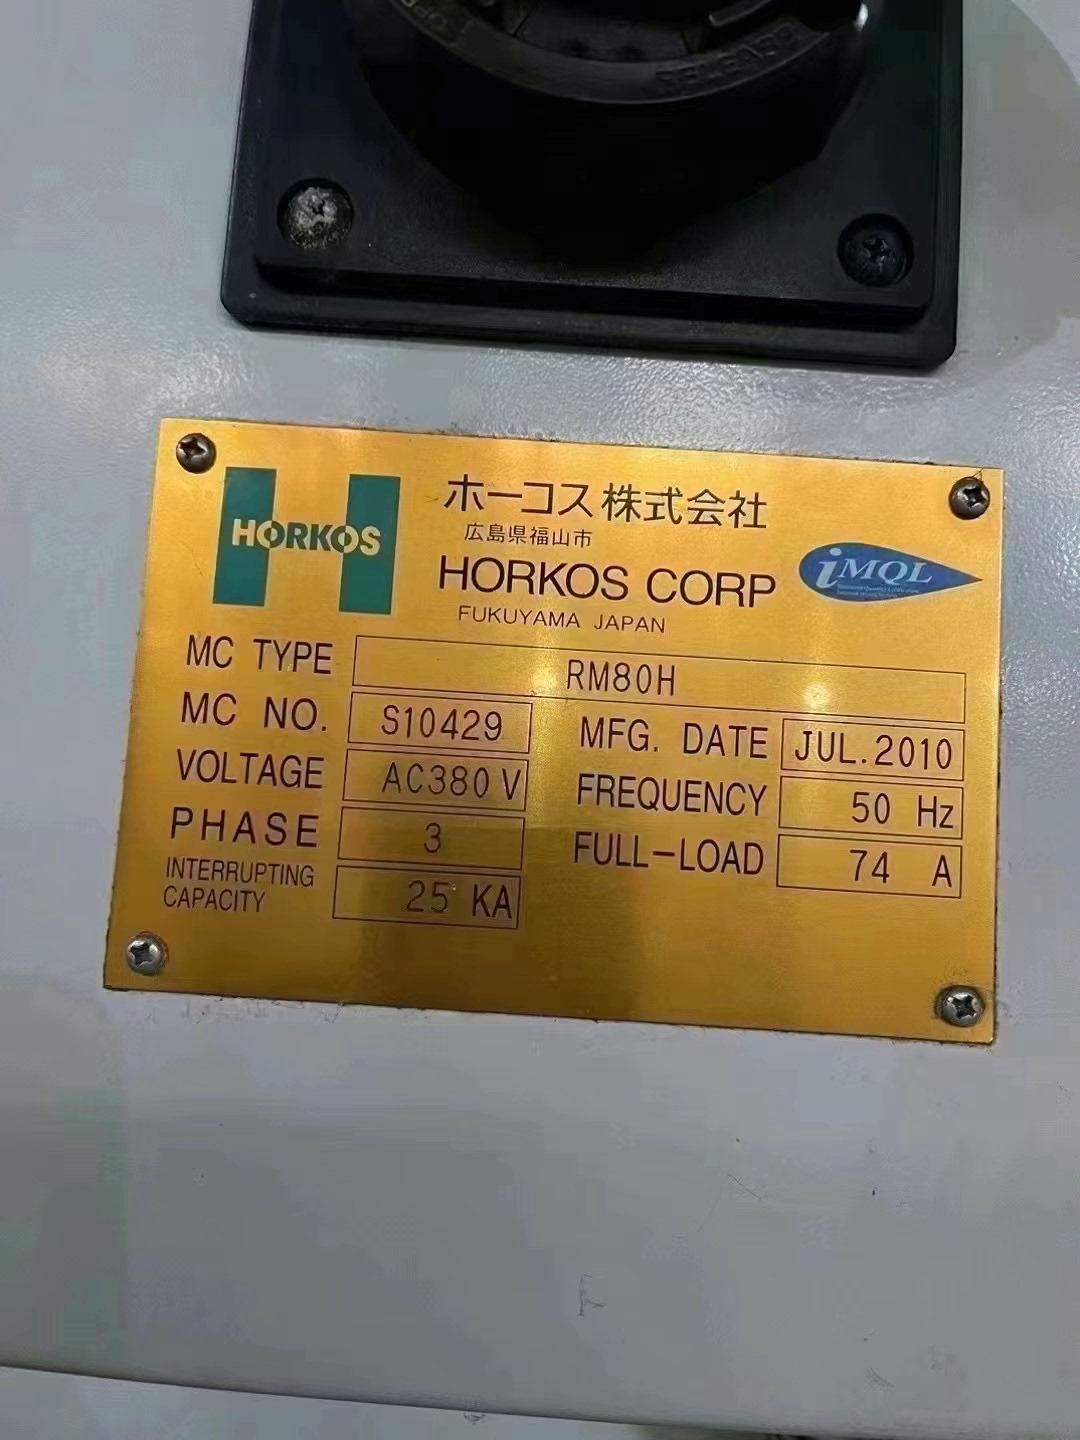 RELEASE
HORKOS
ホーコス株式会社
広島県福山市
HORKOS CORP
FUKUYAMA JAPAN
iMQL
MC TYPE RM80H
MC NO. S10429 MFG. DATE JUL.2010
VOLTAGE AC380 V FREQUENCY 50 Hz
PHASE 3 FULL-LOAD 74 A
INTERRUPTING
CAPACITY 25 KA